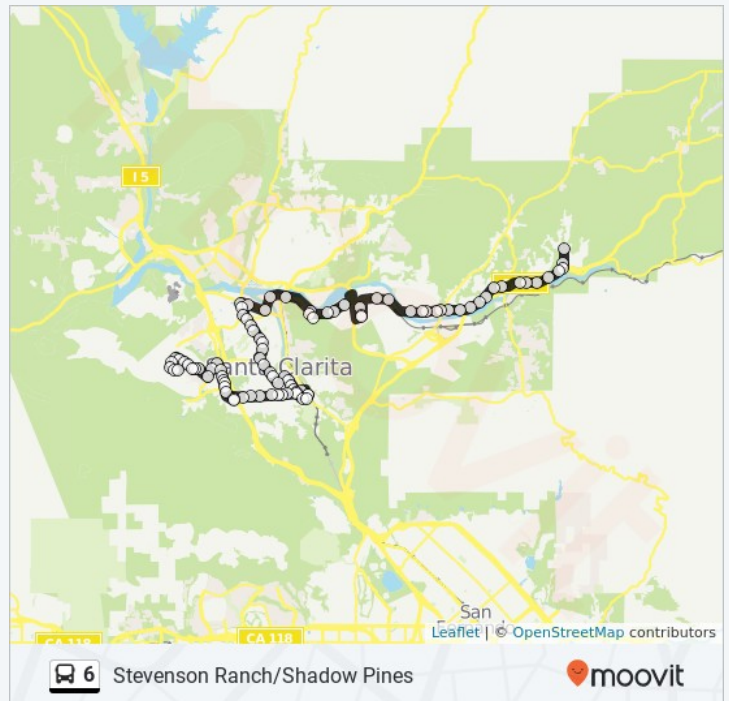 I 5
Santa Clarita
San
CA 118
CA 118
Leaflet | © OpenStreetMap contributors
6 Stevenson Ranch/Shadow Pines
moovit